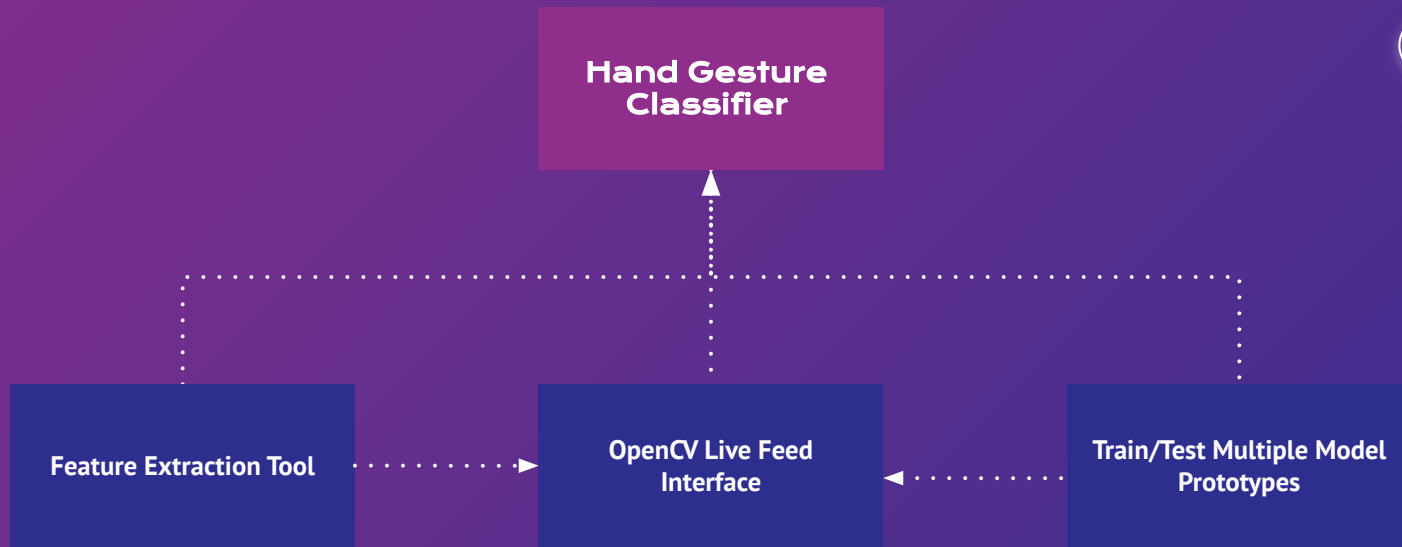 Hand Gesture
Classifier
Feature Extraction Tool
OpenCV Live Feed
Interface
Train/Test Multiple Model
Prototypes